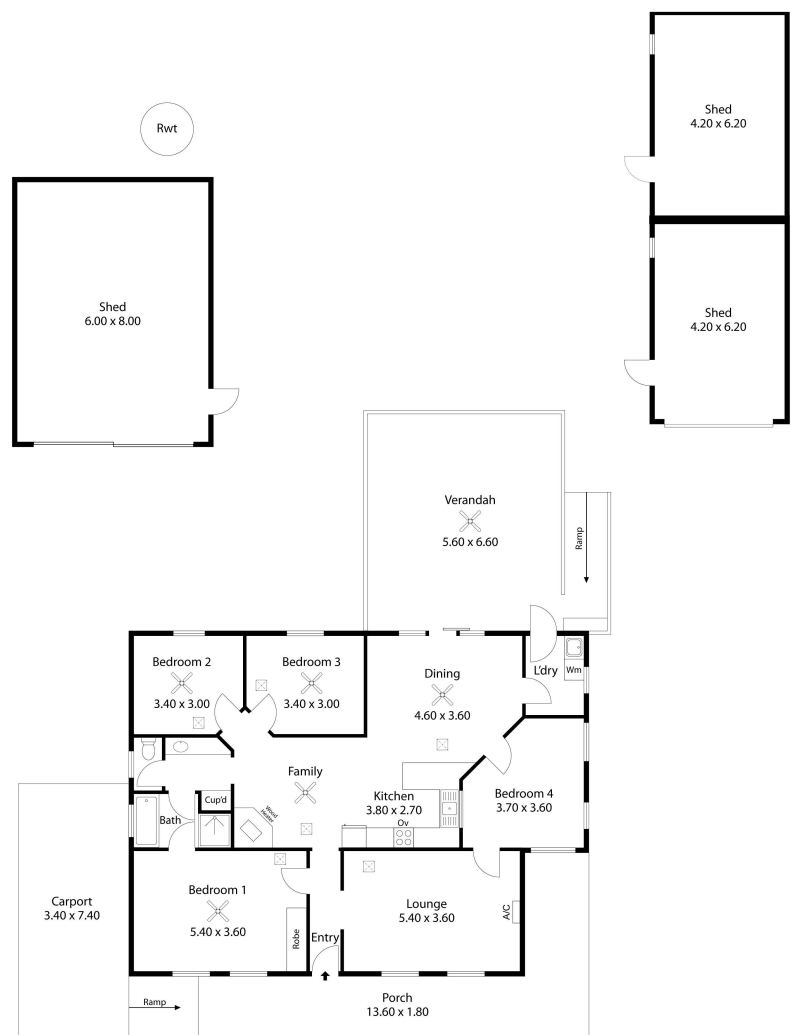 Shed
4.20 x 6.20
Rwt
Shed
6.00 x 8.00
Shed
4.20 x 6.20
Verandah
5.60 x 6.60
Ramp
Bedroom 2
3.40 x 3.00
Bedroom 3
3.40 x 3.00
Dining
4.60 x 3.60
L'dry
Wm
Family
Kitchen
3.80 x 2.70
Ov
Bedroom 4
3.70 x 3.60
Cup'd
Wood
Heater
Bath
Bedroom 1
5.40 x 3.60
Robe
Entry
Lounge
5.40 x 3.60
A/C
Carport
3.40 x 7.40
Ramp
Porch
13.60 x 1.80